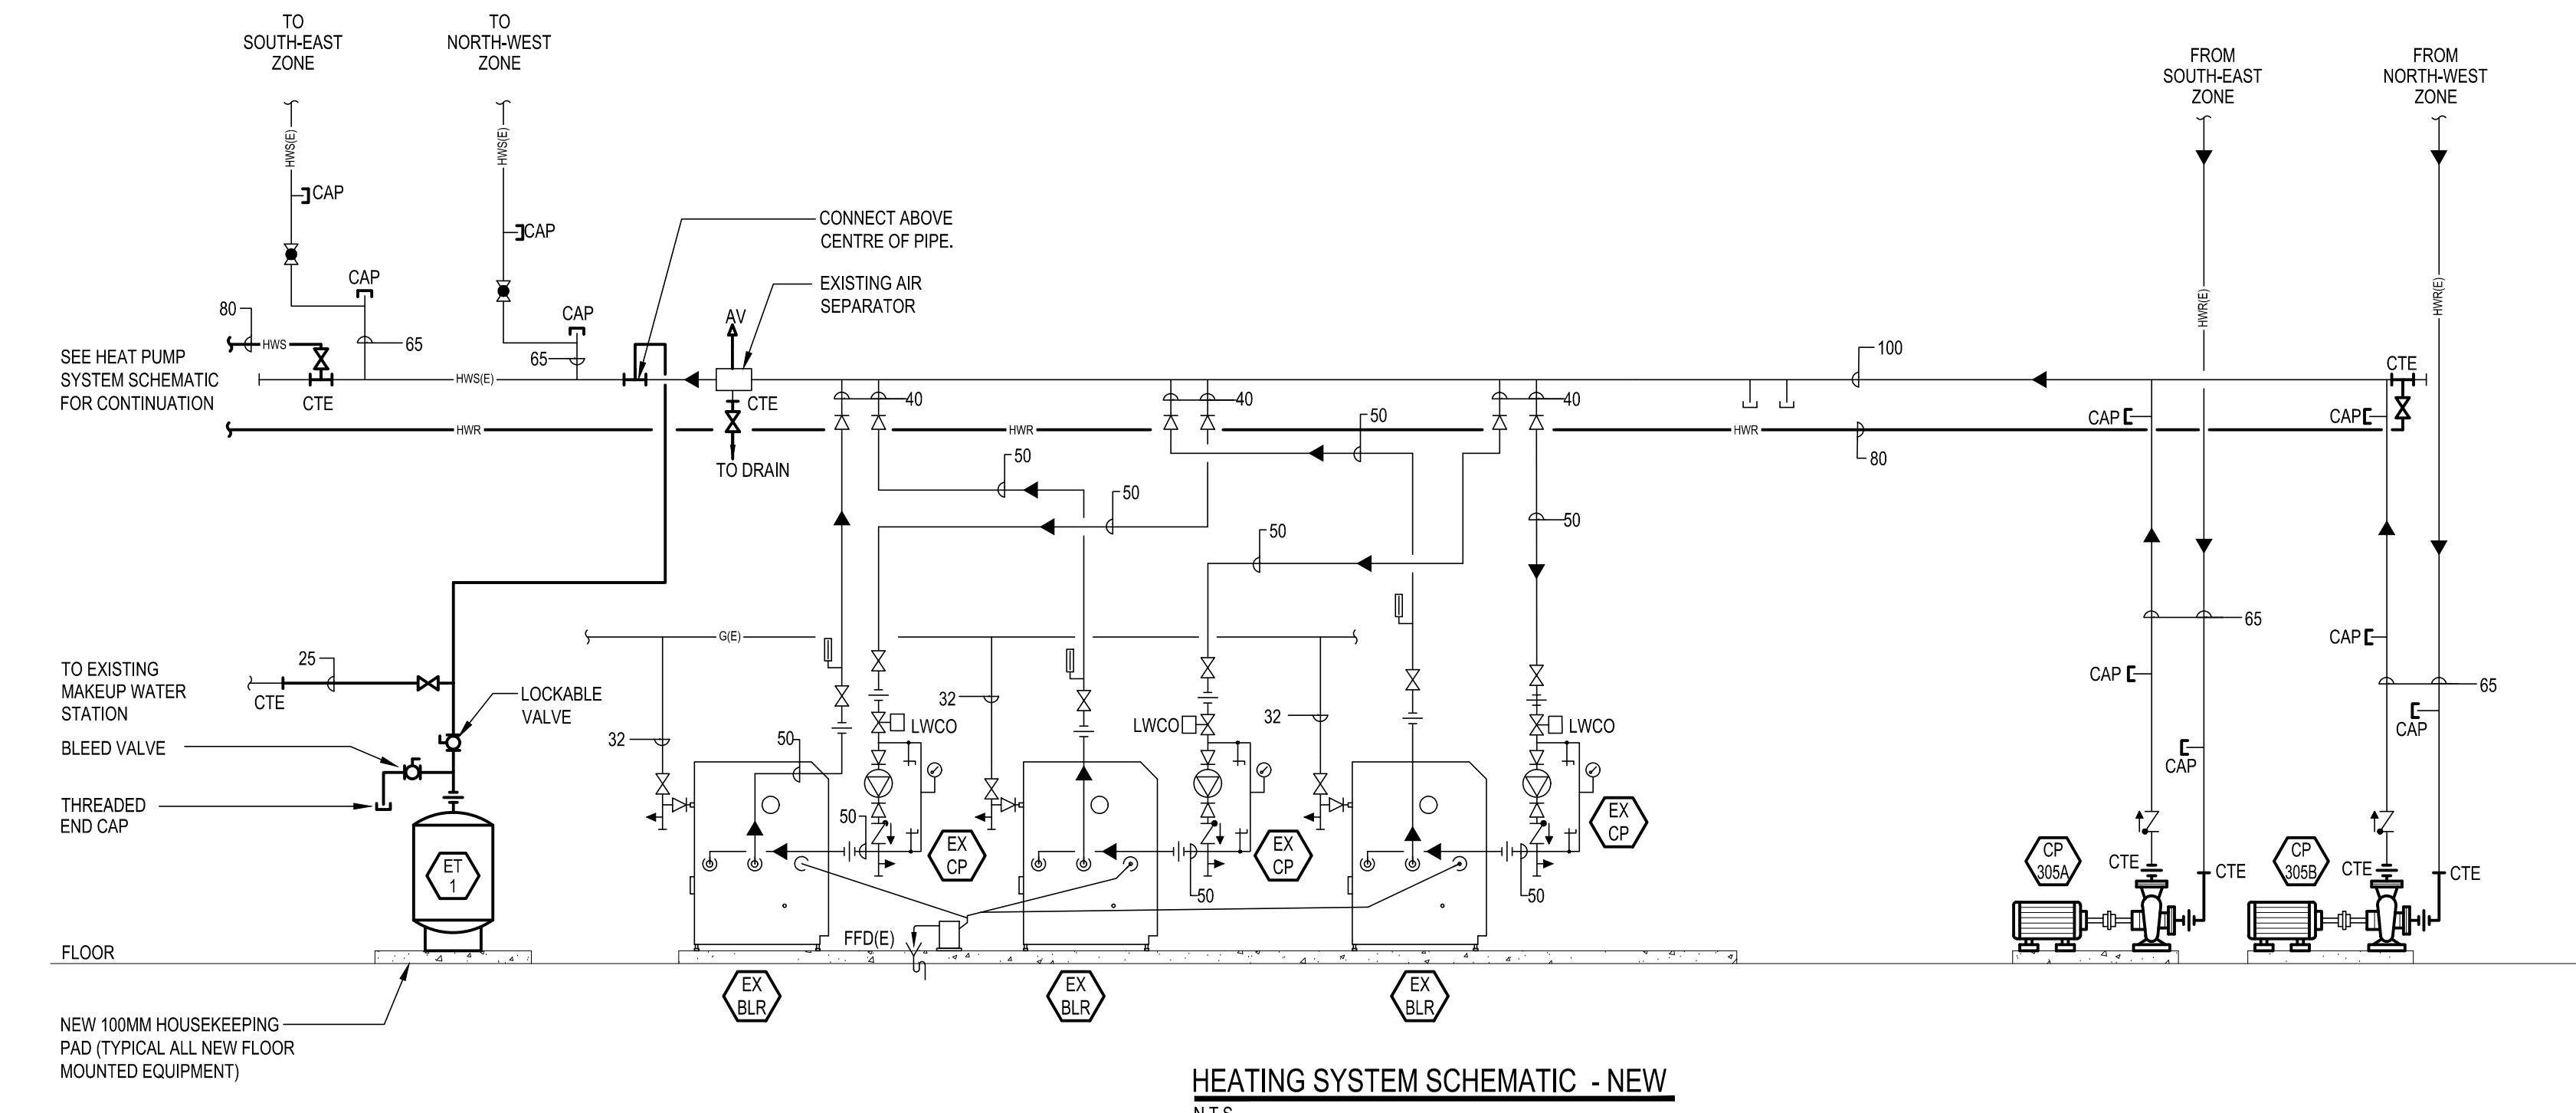 TO
SOUTH-EAST
ZONE
TO
NORTH-WEST
ZONE
FROM
SOUTH-EAST
ZONE
FROM
NORTH-WEST
ZONE
HWS(E)
HWS(E)
CAP
CAP
CONNECT ABOVE
CENTRE OF PIPE.
EXISTING AIR
SEPARATOR
CAP
CAP
80
HWS
65
65
AV
SEE HEAT PUMP
SYSTEM SCHEMATIC
FOR CONTINUATION
HWS(E)
CTE
CTE
HWR
TO DRAIN
40
40
40
HWR
HWR
100
80
HWR(E)
HWR(E)
CTE
CAP
CAP
50
50
50
50
50
G(E)
65
CAP
CAP
65
CAP
CAP
25
TO EXISTING
MAKEUP WATER
STATION
CTE
LOCKABLE
VALVE
BLEED VALVE
THREADED
END CAP
32
32
32
50
LWCO
LWCO
LWCO
50
50
50
EX
CP
EX
CP
EX
CP
ET
1
CP
305A
CTE
CTE
CP
305B
CTE
CTE
FFD(E)
FLOOR
EX
BLR
EX
BLR
EX
BLR
NEW 100MM HOUSEKEEPING
PAD (TYPICAL ALL NEW FLOOR
MOUNTED EQUIPMENT)
HEATING SYSTEM SCHEMATIC - NEW
N.T.S.